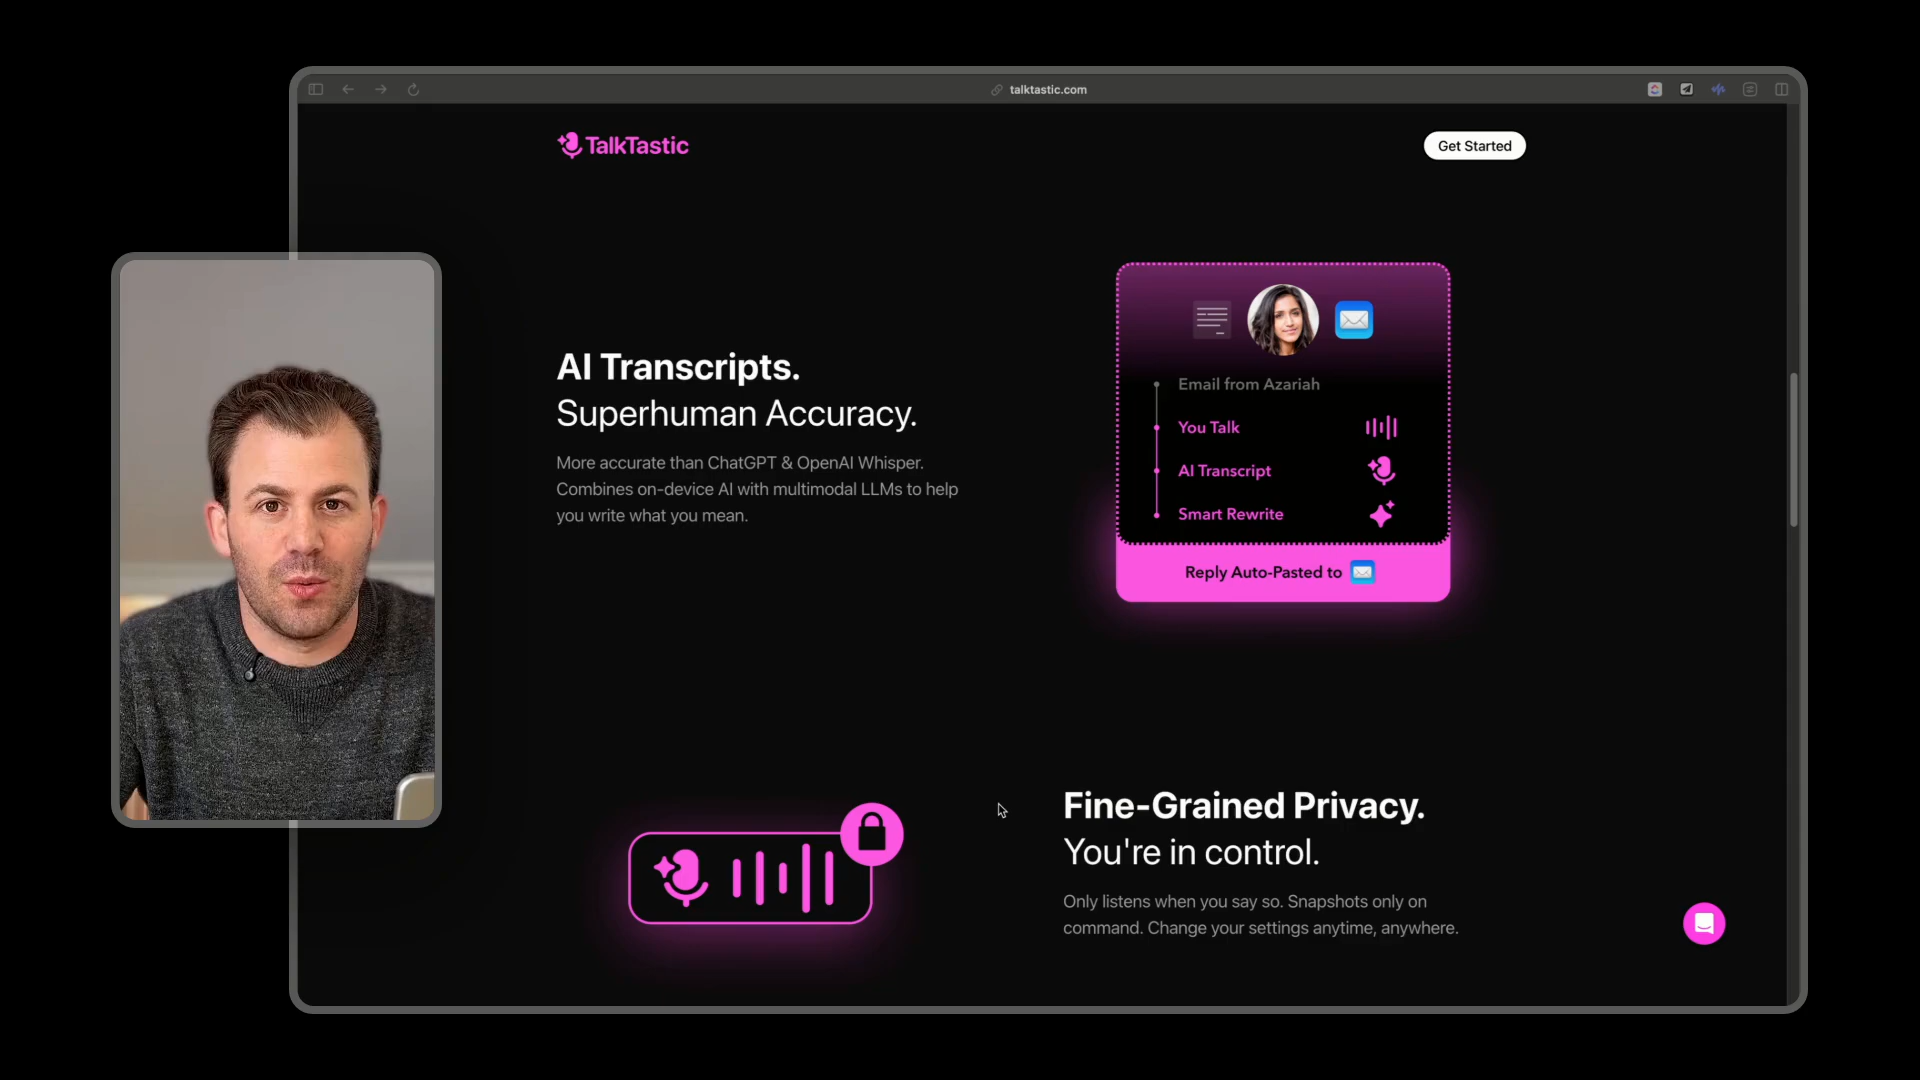 talktastic.com
TalkTastic
Get Started
AI Transcripts.
Superhuman Accuracy.
More accurate than ChatGPT & OpenAI Whisper.
Combines on-device AI with multimodal LLMs to help
you write what you mean.
Email from Azariah
You Talk
AI Transcript
Smart Rewrite
Reply Auto-Pasted to
Fine-Grained Privacy.
You're in control.
Only listens when you say so. Snapshots only on
command. Change your settings anytime, anywhere.